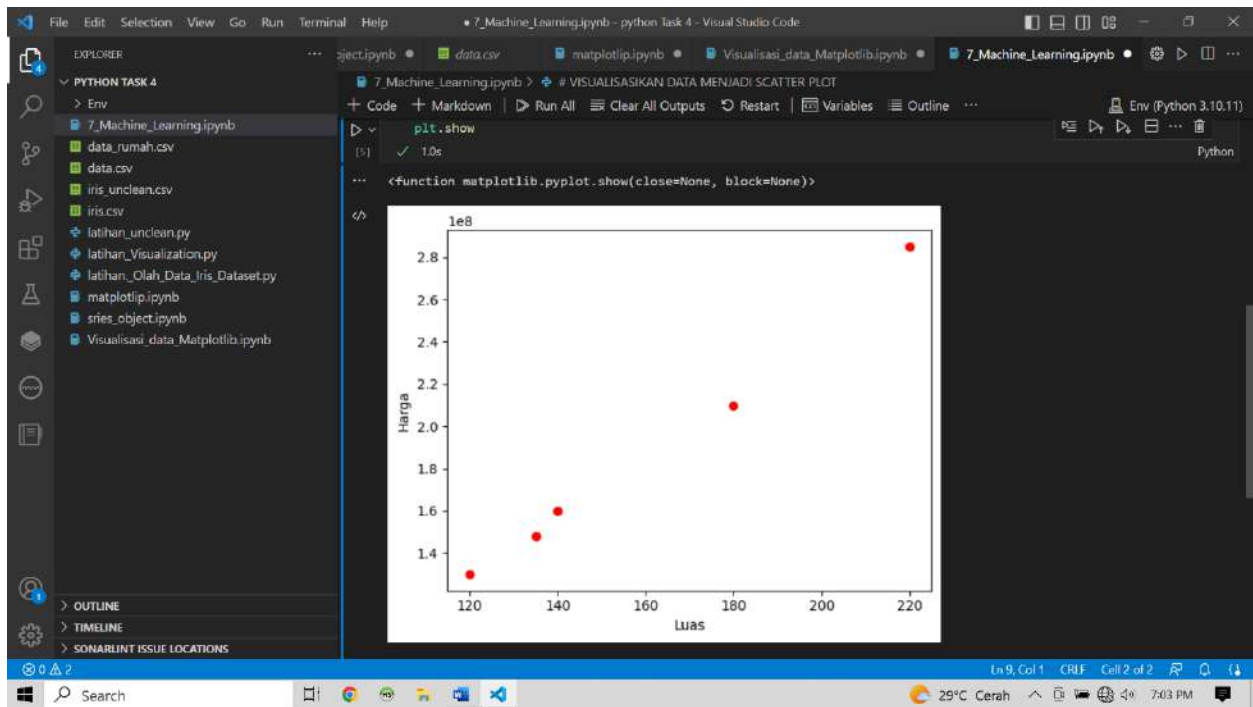 File Edit Selection View Go Run Terminal Help
• 7_Machine_Learning.ipynb - python Task 4 - Visual Studio Code
EXPLORER
PYTHON TASK 4
Env
7_Machine_Learning.ipynb
data_rumah.csv
data.csv
iris_unclean.csv
iris.csv
latihan_unclean.py
latihan_Visualization.py
latihan._Olah_Data_Iris_Dataset.py
matplotlip.ipynb
sries_object.ipynb
Visualisasi_data_Matplotlib.ipynb
OUTLINE
TIMELINE
SONARLINT ISSUE LOCATIONS
oject.ipynb data.csv matplotlip.ipynb Visualisasi_data_Matplotlib.ipynb 7_Machine_Learning.ipynb
7_Machine_Learning.ipynb > # VISUALISASIKAN DATA MENJADI SCATTER PLOT
+ Code + Markdown Run All Clear All Outputs Restart Variables Outline ... Env (Python 3.10.11)
plt.show
[5] ✓ 1.0s Python
... <function matplotlib.pyplot.show(close=None, block=None)>
1e8
2.8
2.6
2.4
2.2
2.0
1.8
1.6
1.4
Harga
120 140 160 180 200 220
Luas
0 2 Ln 9, Col 1 CRLF Cell 2 of 2
Search 29°C Cerah 7:03 PM